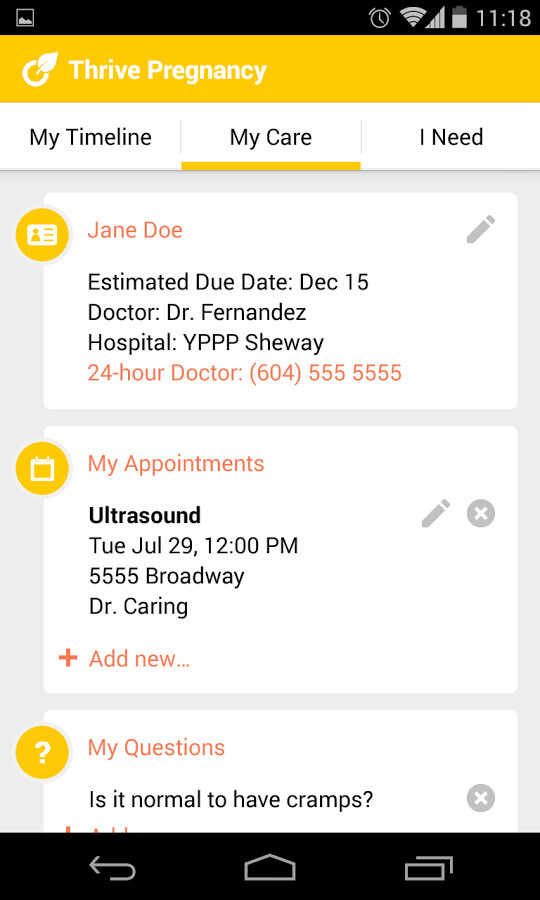 11:18
Thrive Pregnancy
My Timeline
My Care
I Need
Jane Doe
Estimated Due Date: Dec 15
Doctor: Dr. Fernandez
Hospital: YPPP Sheway
24-hour Doctor: (604) 555 5555
My Appointments
Ultrasound
Tue Jul 29, 12:00 PM
5555 Broadway
Dr. Caring
+ Add new...
?
My Questions
Is it normal to have cramps?